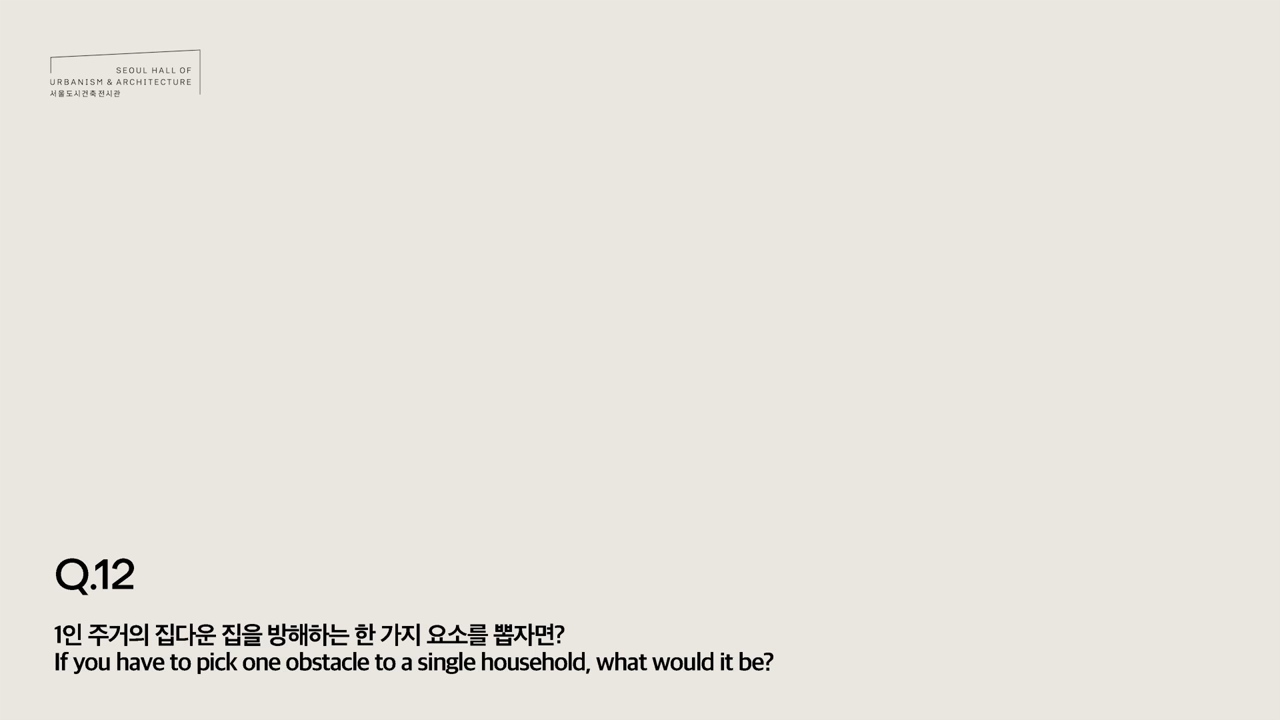 SEOUL HALL OF
URBANISM & ARCHITECTURE
서울도시건축전시관
Q.12
1인 주거의 집다운 집을 방해하는 한 가지 요소를 뽑자면?
If you have to pick one obstacle to a single household, what would it be?